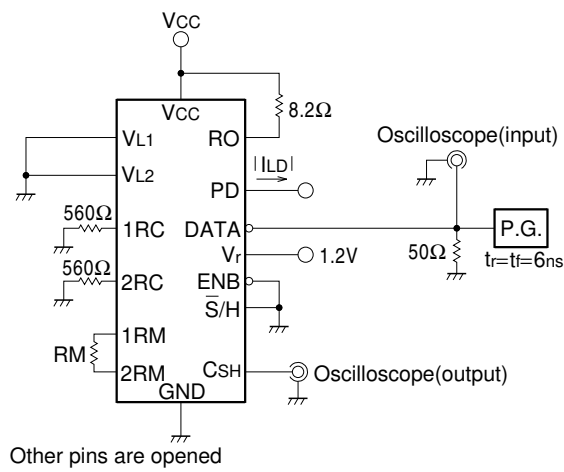 VCC
VCC
8.2Ω
VL1
RO
Oscilloscope(input)
|ILD|
VL2
PD
560Ω
1RC
DATA
P.G.
50Ω
tr=tf=6ns
Vr
1.2V
560Ω
2RC
ENB
S̅/H
1RM
RM
2RM
CSH
Oscilloscope(output)
GND
Other pins are opened